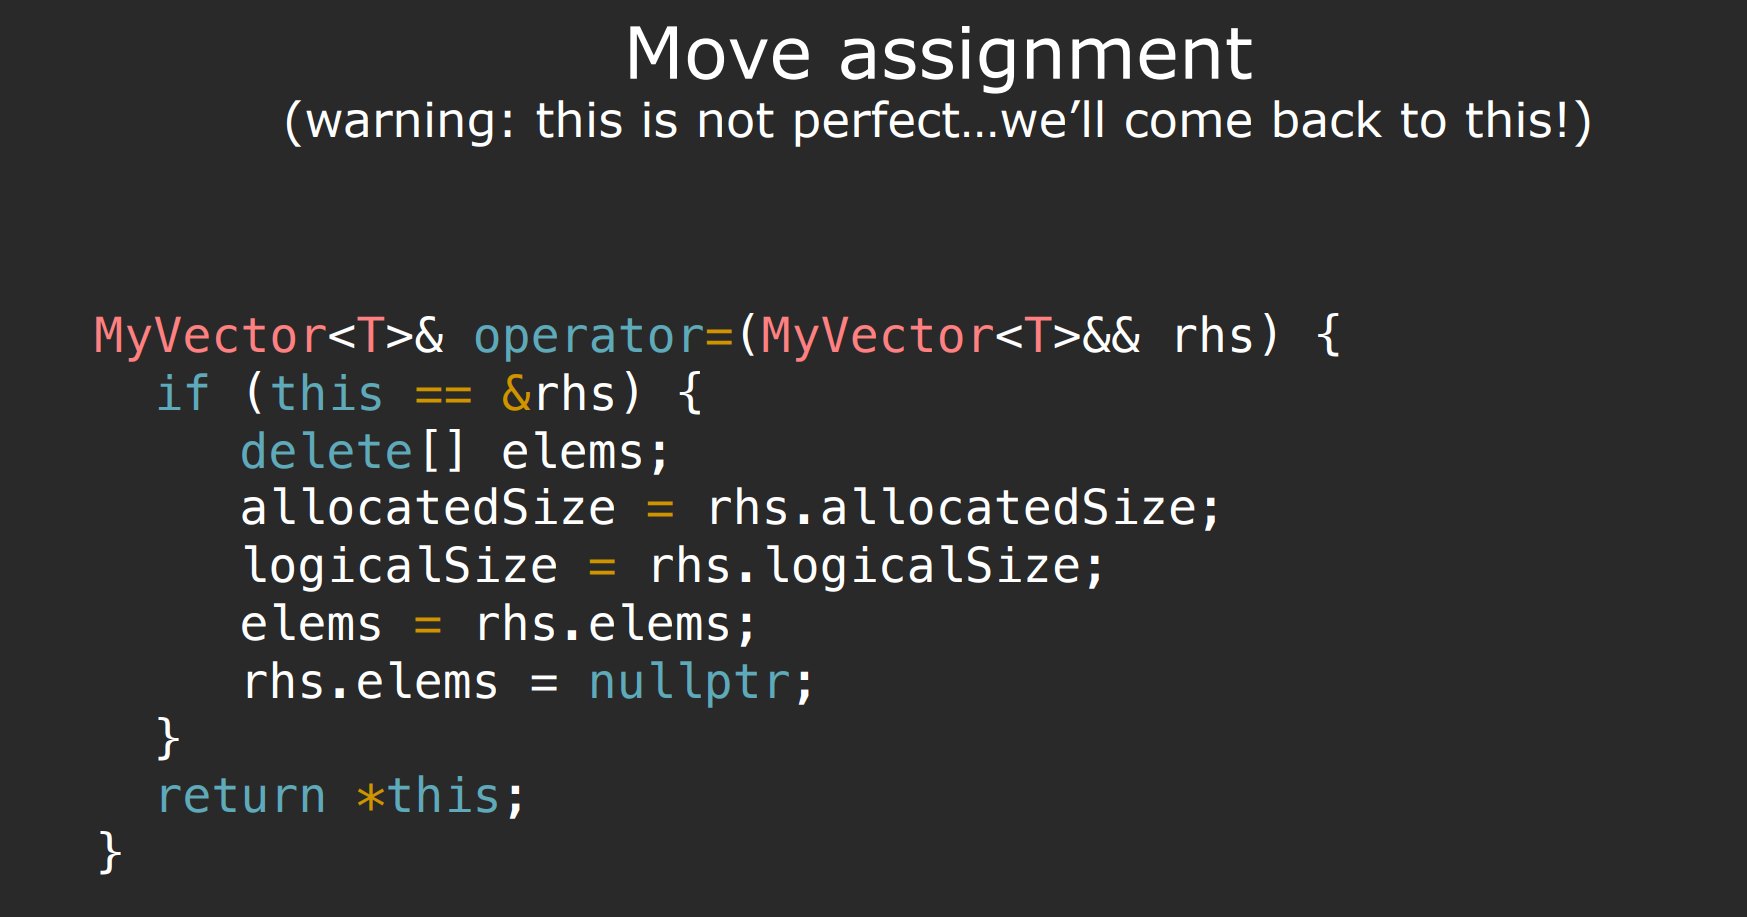 Move assignment
(warning: this is not perfect…we’ll come back to this!)
MyVector<T>& operator=(MyVector<T>&& rhs) {
if (this == &rhs) {
delete[] elems;
allocatedSize = rhs.allocatedSize;
logicalSize = rhs.logicalSize;
elems = rhs.elems;
rhs.elems = nullptr;
}
return *this;
}